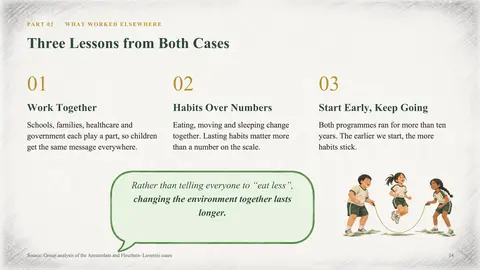 PART 02 WHAT WORKED ELSEWHERE
Three Lessons from Both Cases
01
Work Together
Schools, families, healthcare and
government each play a part, so children
get the same message everywhere.
02
Habits Over Numbers
Eating, moving and sleeping change
together. Lasting habits matter more
than a number on the scale.
03
Start Early, Keep Going
Both programmes ran for more than ten
years. The earlier we start, the more
habits stick.
Rather than telling everyone to “eat less”,
changing the environment together lasts
longer.
Source: Group analysis of the Amsterdam and Fleurbaix- Laventie cases
14